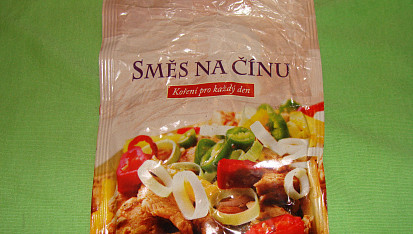 SMĚS NA ČÍNU
Koření pro každý den